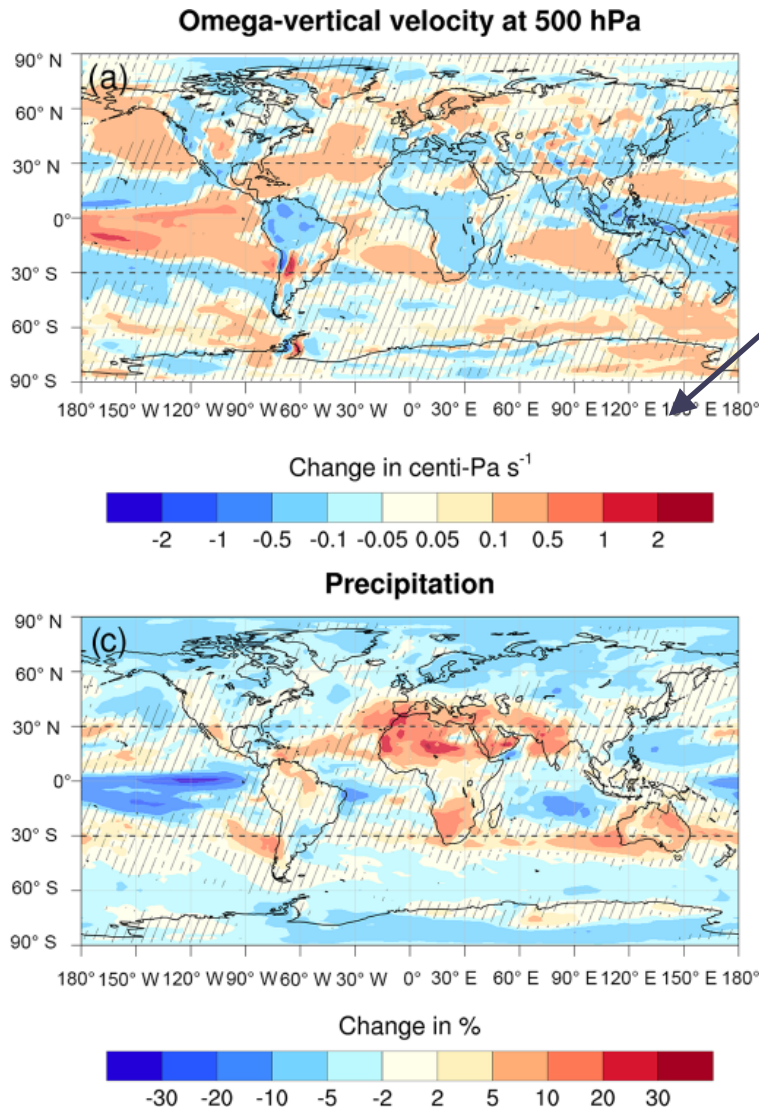 Omega-vertical velocity at 500 hPa
(a)
90° N
60° N
30° N
0°
30° S
60° S
90° S
180° 150° W 120° W 90° W 60° W 30° W 0° 30° E 60° E 90° E 120° E 150° E 180°
Change in centi-Pa s⁻¹
-2 -1 -0.5 -0.1 -0.05 0.05 0.1 0.5 1 2
Precipitation
(c)
90° N
60° N
30° N
0°
30° S
60° S
90° S
180° 150° W 120° W 90° W 60° W 30° W 0° 30 E 60° E 90° E 120° E 150° E 180°
Change in %
-30 -20 -10 -5 -2 2 5 10 20 30